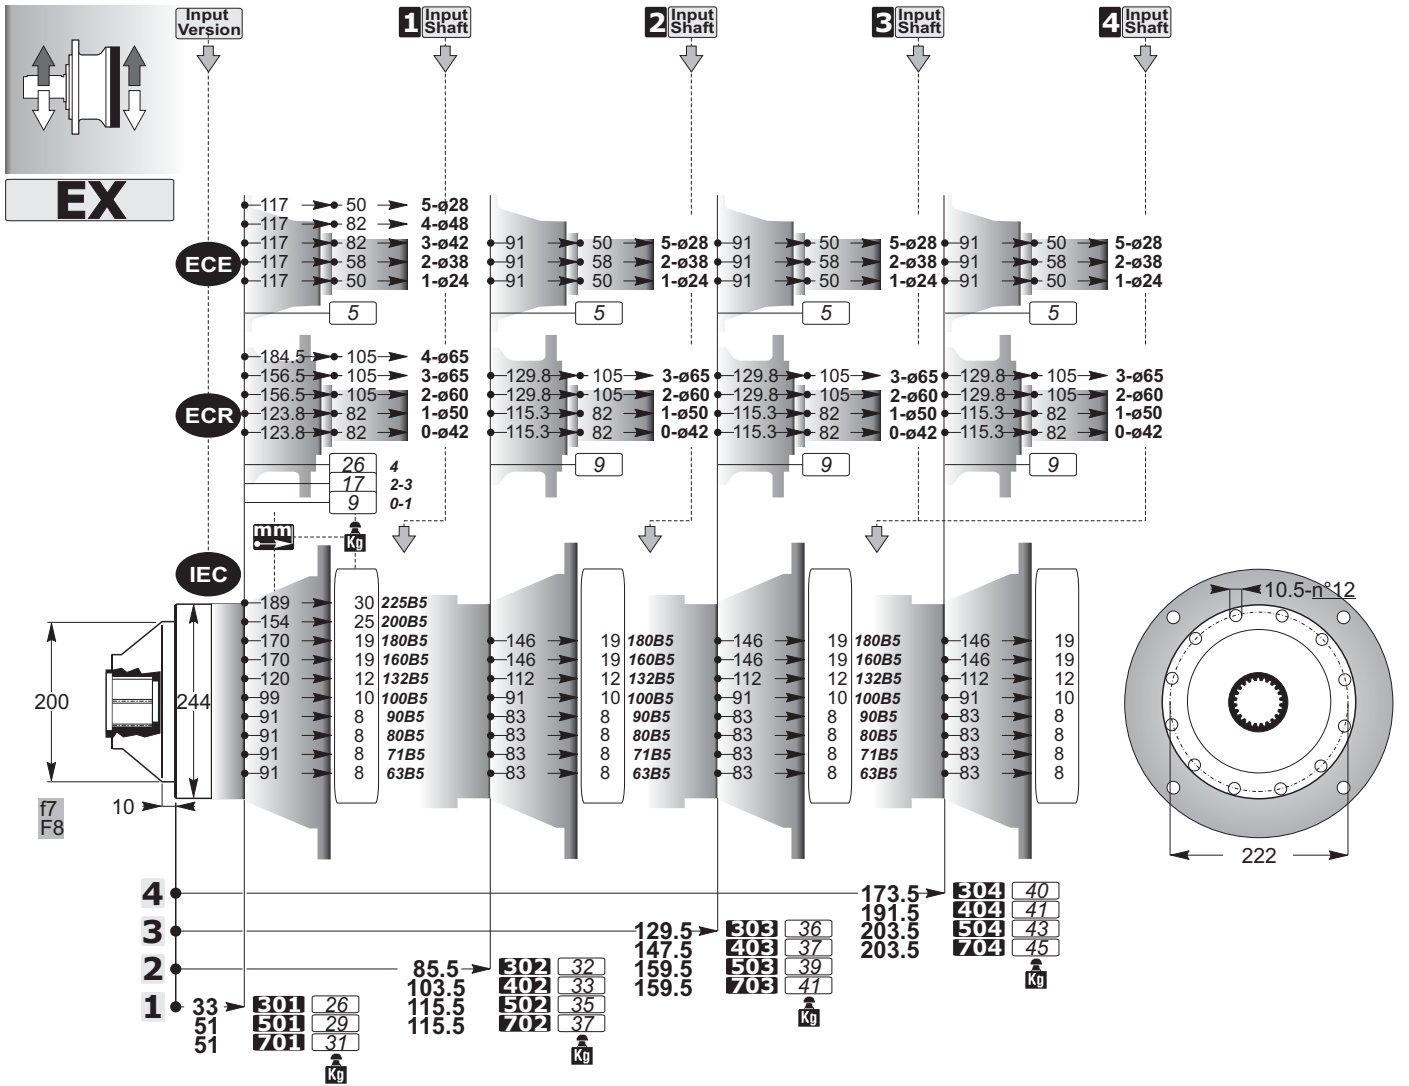 Input Version
1 Input Shaft
2 Input Shaft
3 Input Shaft
4 Input Shaft
EX
ECE
117 50 5-ø28
117 82 4-ø48
117 82 3-ø42 91 50 5-ø28 91 50 5-ø28 91 50 5-ø28
117 58 2-ø38 91 58 2-ø38 91 58 2-ø38 91 58 2-ø38
117 50 1-ø24 91 50 1-ø24 91 50 1-ø24 91 50 1-ø24
5 5 5 5
ECR
184.5 105 4-ø65
156.5 105 3-ø65 129.8 105 3-ø65 129.8 105 3-ø65 129.8 105 3-ø65
156.5 105 2-ø60 129.8 105 2-ø60 129.8 105 2-ø60 129.8 105 2-ø60
123.8 82 1-ø50 115.3 82 1-ø50 115.3 82 1-ø50 115.3 82 1-ø50
123.8 82 0-ø42 115.3 82 0-ø42 115.3 82 0-ø42 115.3 82 0-ø42
26 4 9 9 9
17 2-3
9 0-1
mm Kg
IEC
189 30 225B5
154 25 200B5
170 19 180B5 146 19 180B5 146 19 180B5 146 19
170 19 160B5 146 19 160B5 146 19 160B5 146 19
120 12 132B5 112 12 132B5 112 12 132B5 112 12
99 10 100B5 91 10 100B5 91 10 100B5 91 10
91 8 90B5 83 8 90B5 83 8 90B5 83 8
91 8 80B5 83 8 80B5 83 8 80B5 83 8
91 8 71B5 83 8 71B5 83 8 71B5 83 8
91 8 63B5 83 8 63B5 83 8 63B5 83 8
200
244
10
f7
F8
10.5-n°12
222
4
173.5 304 40
191.5 404 41
203.5 504 43
203.5 704 45
Kg
3
129.5 303 36
147.5 403 37
159.5 503 39
159.5 703 41
Kg
2
85.5 302 32
103.5 402 33
115.5 502 35
115.5 702 37
Kg
1
33 301 26
51 501 29
51 701 31
Kg